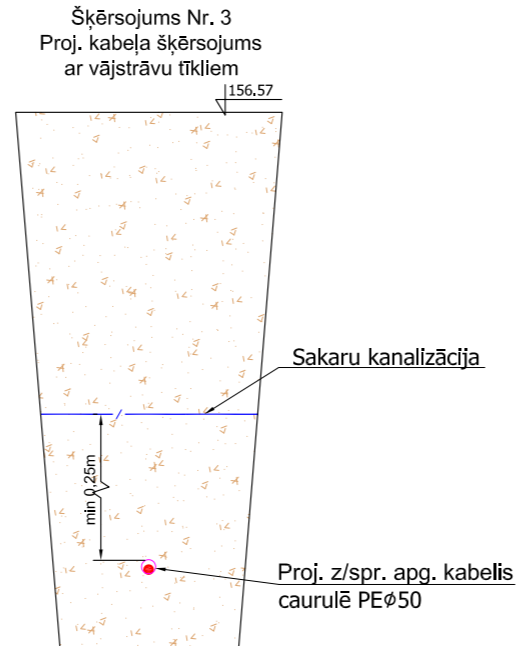 Šķērsojums Nr. 3
Proj. kabeļa šķērsojums
ar vājstrāvu tīkliem
156.57
Sakaru kanalizācija
min 0,25m
Proj. z/spr. apg. kabelis
caurulē PEø50